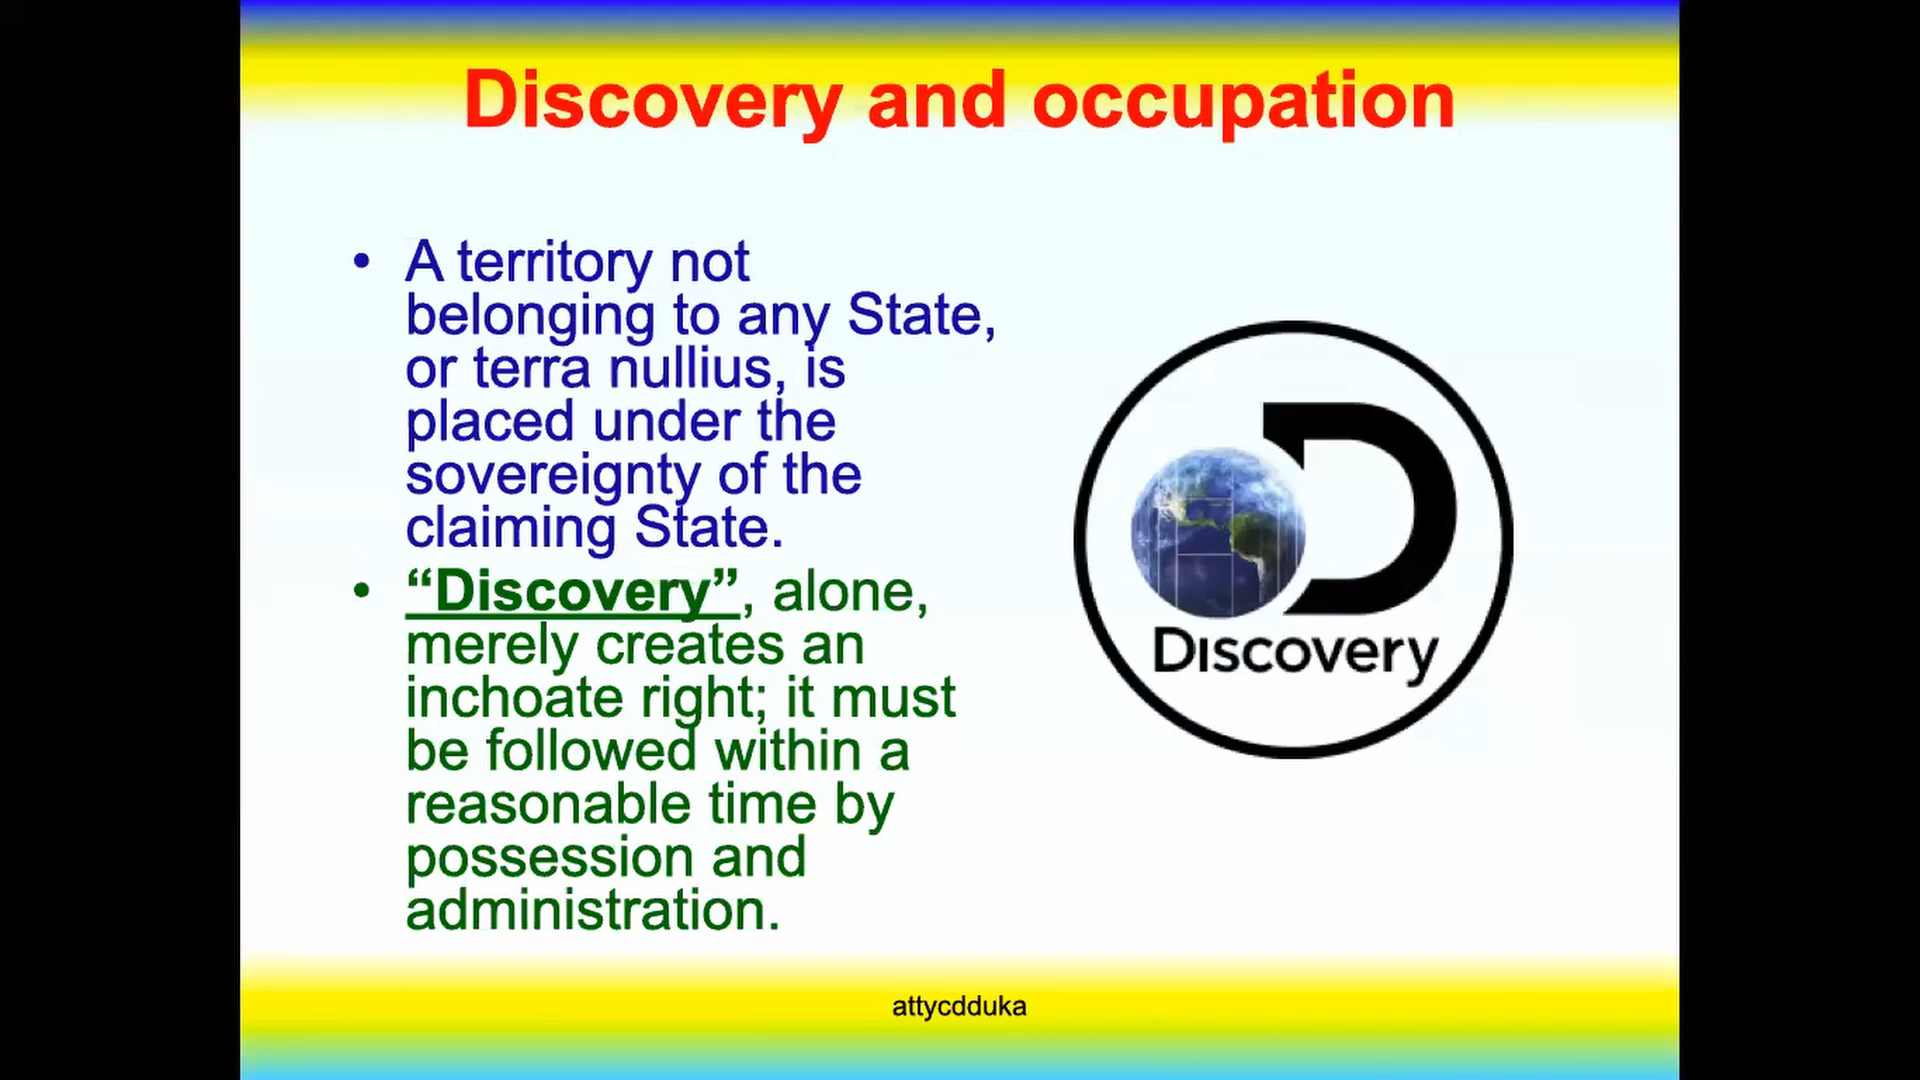 Discovery and occupation
• A territory not
belonging to any State,
or terra nullius, is
placed under the
sovereignty of the
claiming State.
• “Discovery”, alone,
merely creates an
inchoate right; it must
be followed within a
reasonable time by
possession and
administration.
Discovery
attycdduka